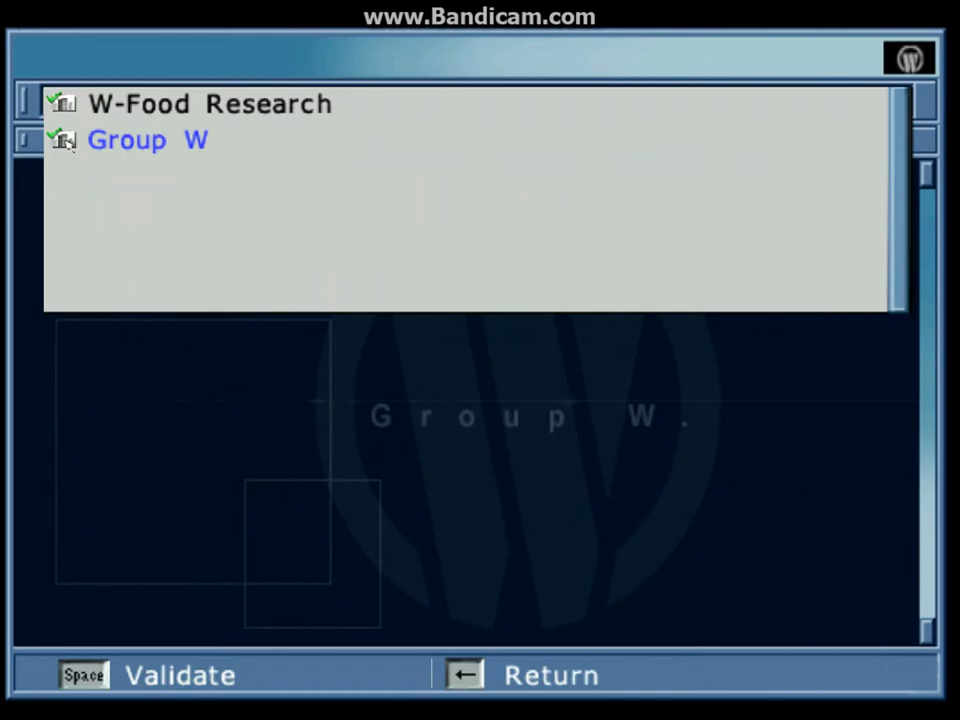 www.Bandicam.com
W
W-Food Research
Group W
Group W.
Space Validate ← Return